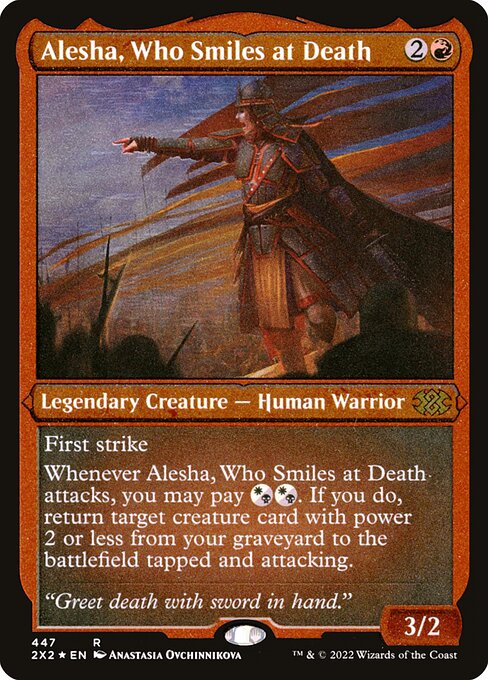 Alesha, Who Smiles at Death 2
Legendary Creature — Human Warrior
First strike
Whenever Alesha, Who Smiles at Death
attacks, you may pay . If you do,
return target creature card with power
2 or less from your graveyard to the
battlefield tapped and attacking.
“Greet death with sword in hand.”
3/2
447 R
2X2 ★ EN Anastasia Ovchinnikova
™ & © 2022 Wizards of the Coast